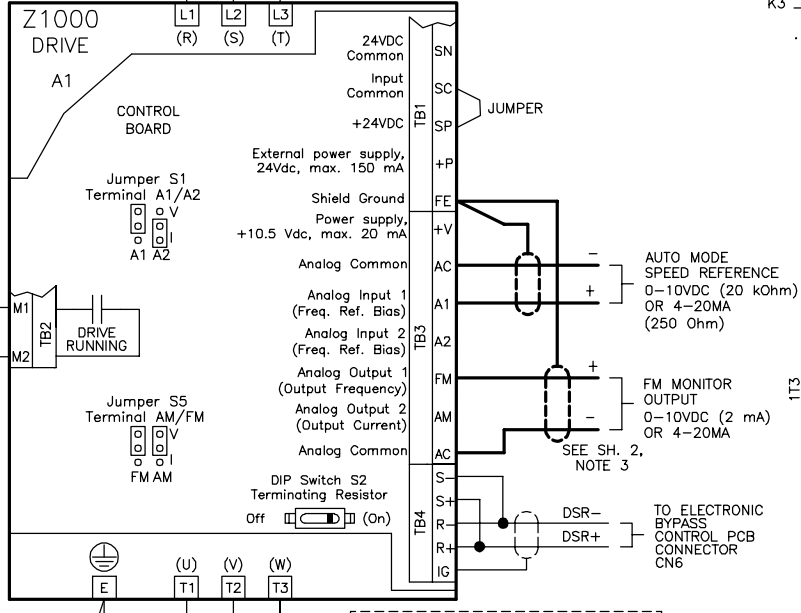 K3
L1 L2 L3
(R) (S) (T)
Z1000
DRIVE
A1
CONTROL
BOARD
Jumper S1
Terminal A1/A2
V
I
A1 A2
M1
M2
TB2
DRIVE
RUNNING
Jumper S5
Terminal AM/FM
V
I
FM AM
24VDC
Common
SN
Input
Common
SC
+24VDC
SP
JUMPER
TB1
External power supply,
24Vdc, max. 150 mA
+P
Shield Ground
FE
Power supply,
+10.5 Vdc, max. 20 mA
+V
Analog Common
AC
Analog Input 1
(Freq. Ref. Bias)
A1
Analog Input 2
(Freq. Ref. Bias)
A2
TB3
Analog Output 1
(Output Frequency)
FM
Analog Output 2
(Output Current)
AM
Analog Common
AC
−
+
AUTO MODE
SPEED REFERENCE
0−10VDC (20 kOhm)
OR 4−20MA
(250 Ohm)
+
−
FM MONITOR
OUTPUT
0−10VDC (2 mA)
OR 4−20MA
1T3
SEE SH. 2,
NOTE 3
DIP Switch S2
Terminating Resistor
Off (On)
TB4
S−
S+
R−
R+
IG
DSR−
DSR+
TO ELECTRONIC
BYPASS
CONTROL PCB
CONNECTOR
CN6
(U) (V) (W)
E T1 T2 T3